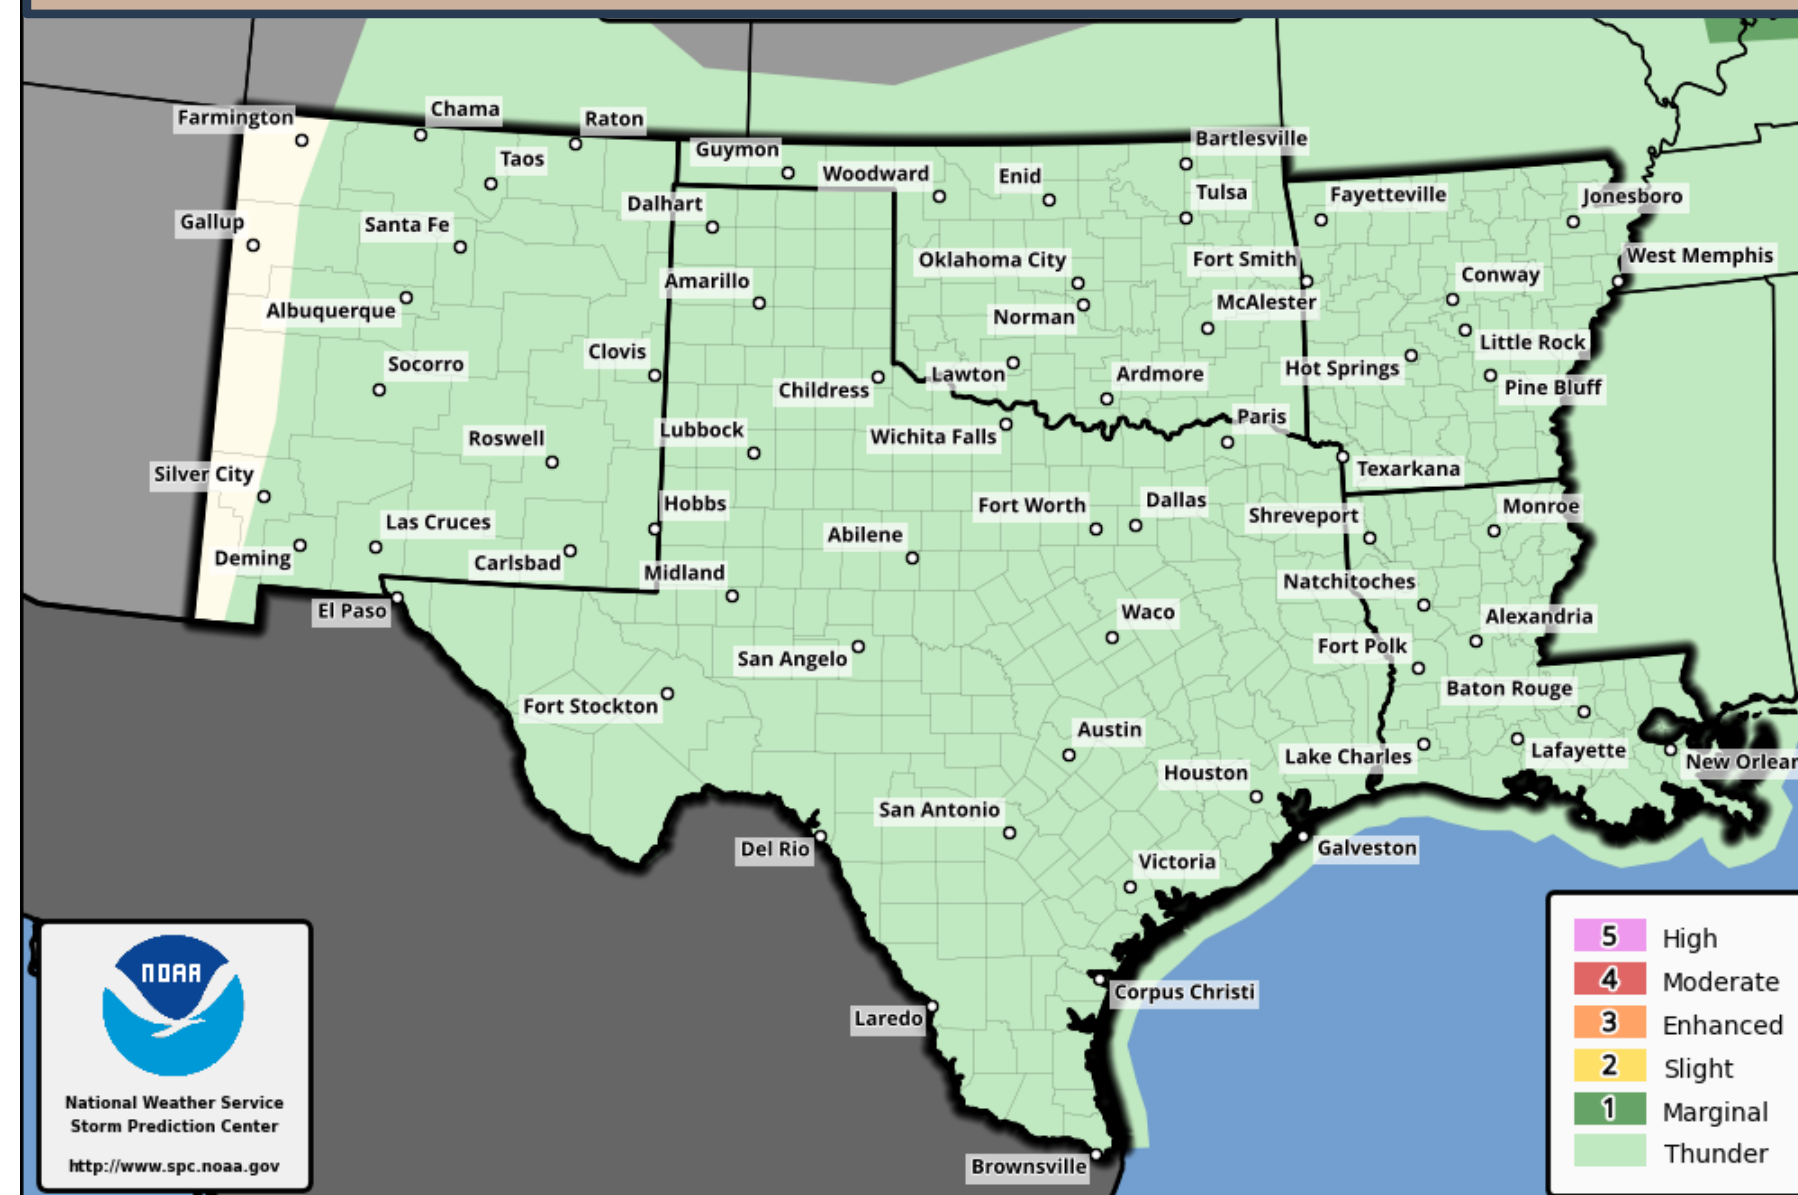 Farmington
Chama
Raton
Taos
Guymon
Woodward
Enid
Bartlesville
Tulsa
Fayetteville
Jonesboro
Gallup
Santa Fe
Dalhart
Oklahoma City
Fort Smith
West Memphis
Amarillo
Conway
Albuquerque
Norman
McAlester
Little Rock
Socorro
Clovis
Childress
Lawton
Ardmore
Hot Springs
Pine Bluff
Roswell
Lubbock
Wichita Falls
Paris
Texarkana
Silver City
Hobbs
Fort Worth
Dallas
Shreveport
Monroe
Las Cruces
Abilene
Deming
Carlsbad
Midland
Natchitoches
El Paso
Waco
Alexandria
San Angelo
Fort Polk
Fort Stockton
Baton Rouge
Austin
Lake Charles
Lafayette
New Orlean
Houston
San Antonio
Del Rio
Galveston
Victoria
Corpus Christi
Laredo
Brownsville
NOAA
National Weather Service
Storm Prediction Center
http://www.spc.noaa.gov
5 High
4 Moderate
3 Enhanced
2 Slight
1 Marginal
Thunder